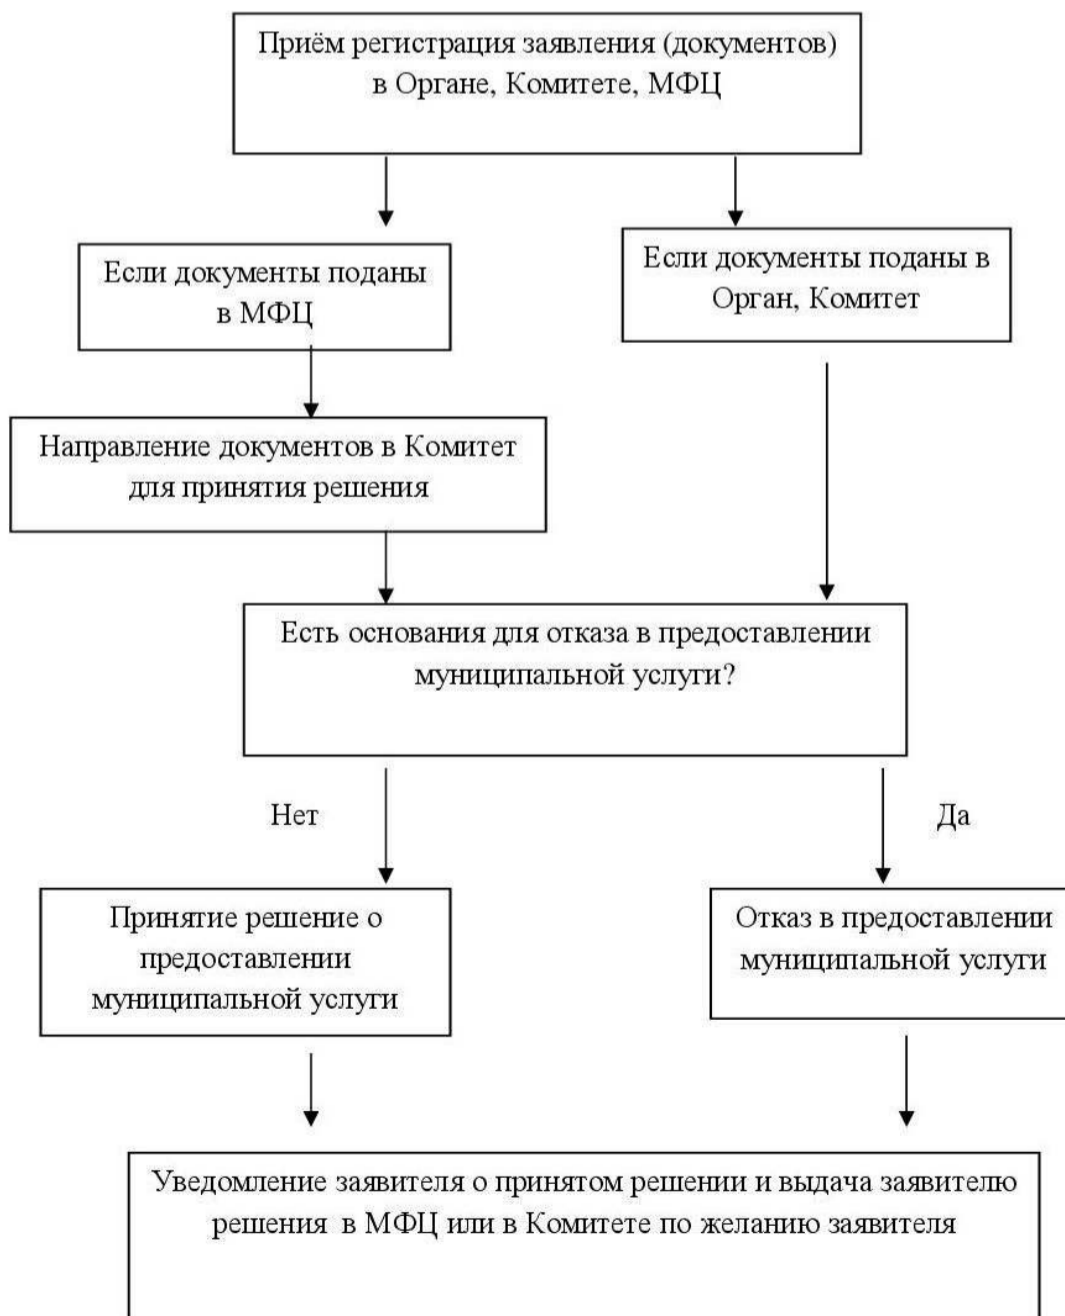 Приём регистрация заявления (документов)
в Органе, Комитете, МФЦ
Если документы поданы
в МФЦ
Если документы поданы в
Орган, Комитет
Направление документов в Комитет
для принятия решения
Есть основания для отказа в предоставлении
муниципальной услуги?
Нет
Да
Принятие решение о
предоставлении
муниципальной услуги
Отказ в предоставлении
муниципальной услуги
Уведомление заявителя о принятом решении и выдача заявителю
решения в МФЦ или в Комитете по желанию заявителя